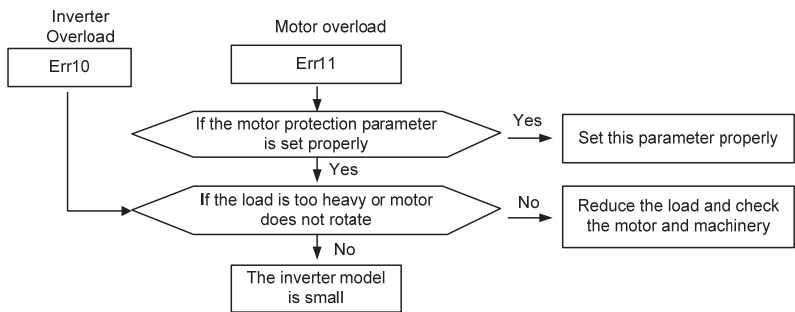 Inverter
Overload
Motor overload
Err10
Err11
If the motor protection parameter
is set properly
Yes
Set this parameter properly
Yes
If the load is too heavy or motor
does not rotate
No
Reduce the load and check
the motor and machinery
No
The inverter model
is small